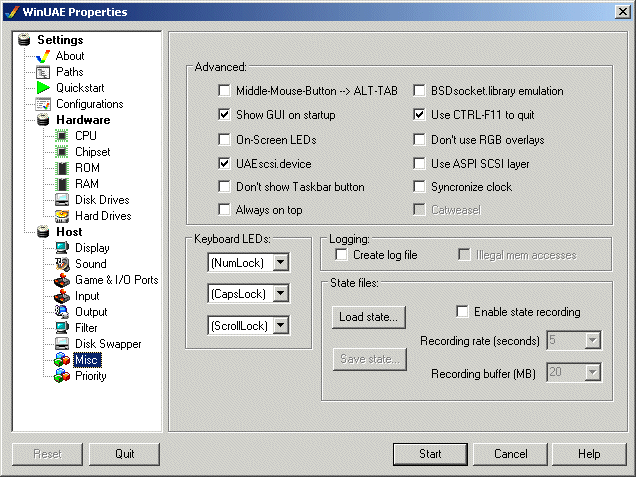 WinUAE Properties
Settings
About
Paths
Quickstart
Configurations
Hardware
CPU
Chipset
ROM
RAM
Disk Drives
Hard Drives
Host
Display
Sound
Game & I/O Ports
Input
Output
Filter
Disk Swapper
Misc
Priority
Advanced:
Middle-Mouse-Button --> ALT-TAB
BSDsocket.library emulation
Show GUI on startup
Use CTRL-F11 to quit
On-Screen LEDs
Don't use RGB overlays
UAEscsi.device
Use ASPI SCSI layer
Don't show Taskbar button
Syncronize clock
Always on top
Catweasel
Keyboard LEDs:
(NumLock)
(CapsLock)
(ScrollLock)
Logging:
Create log file
Illegal mem accesses
State files:
Load state...
Enable state recording
Recording rate (seconds)
5
Save state...
Recording buffer (MB)
20
Reset
Quit
Start
Cancel
Help